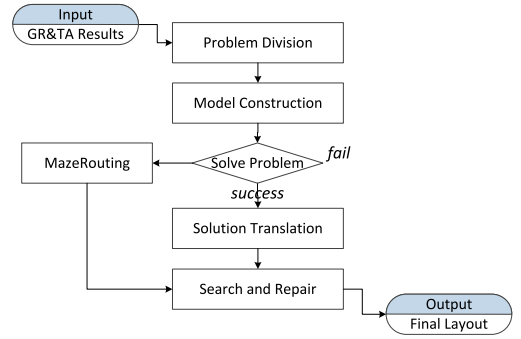 Input
GR&TA Results
Problem Division
Model Construction
MazeRouting
Solve Problem
fail
success
Solution Translation
Search and Repair
Output
Final Layout